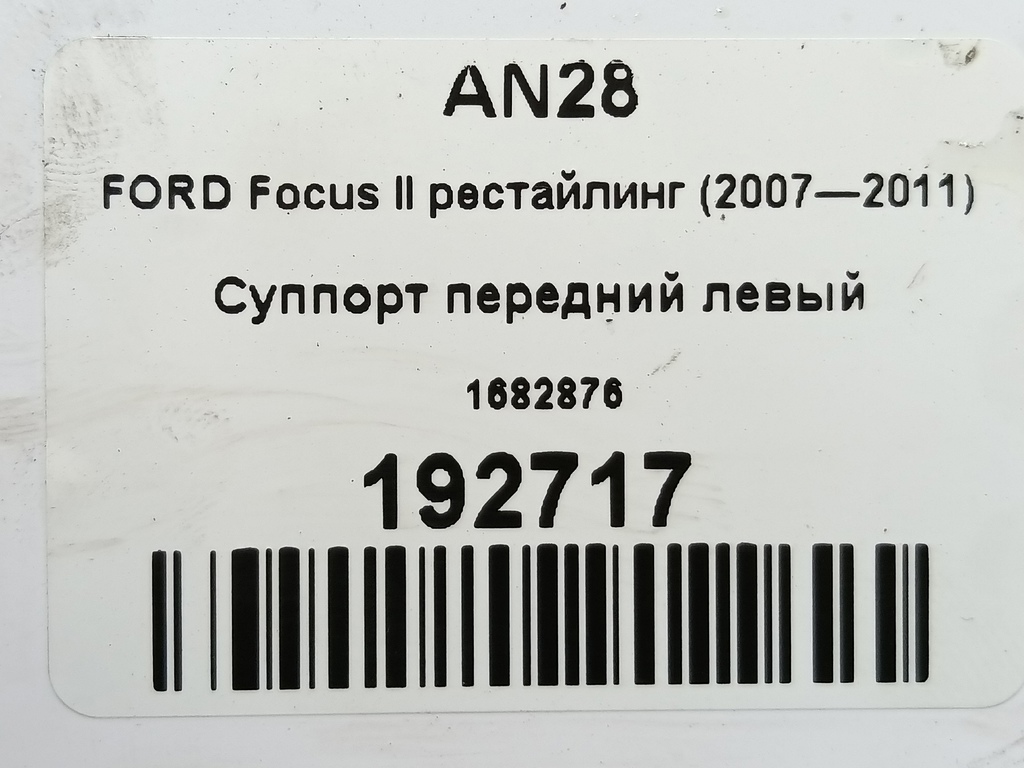 AN28
FORD Focus II рестайлинг (2007—2011)
Суппорт передний левый
1682876
192717